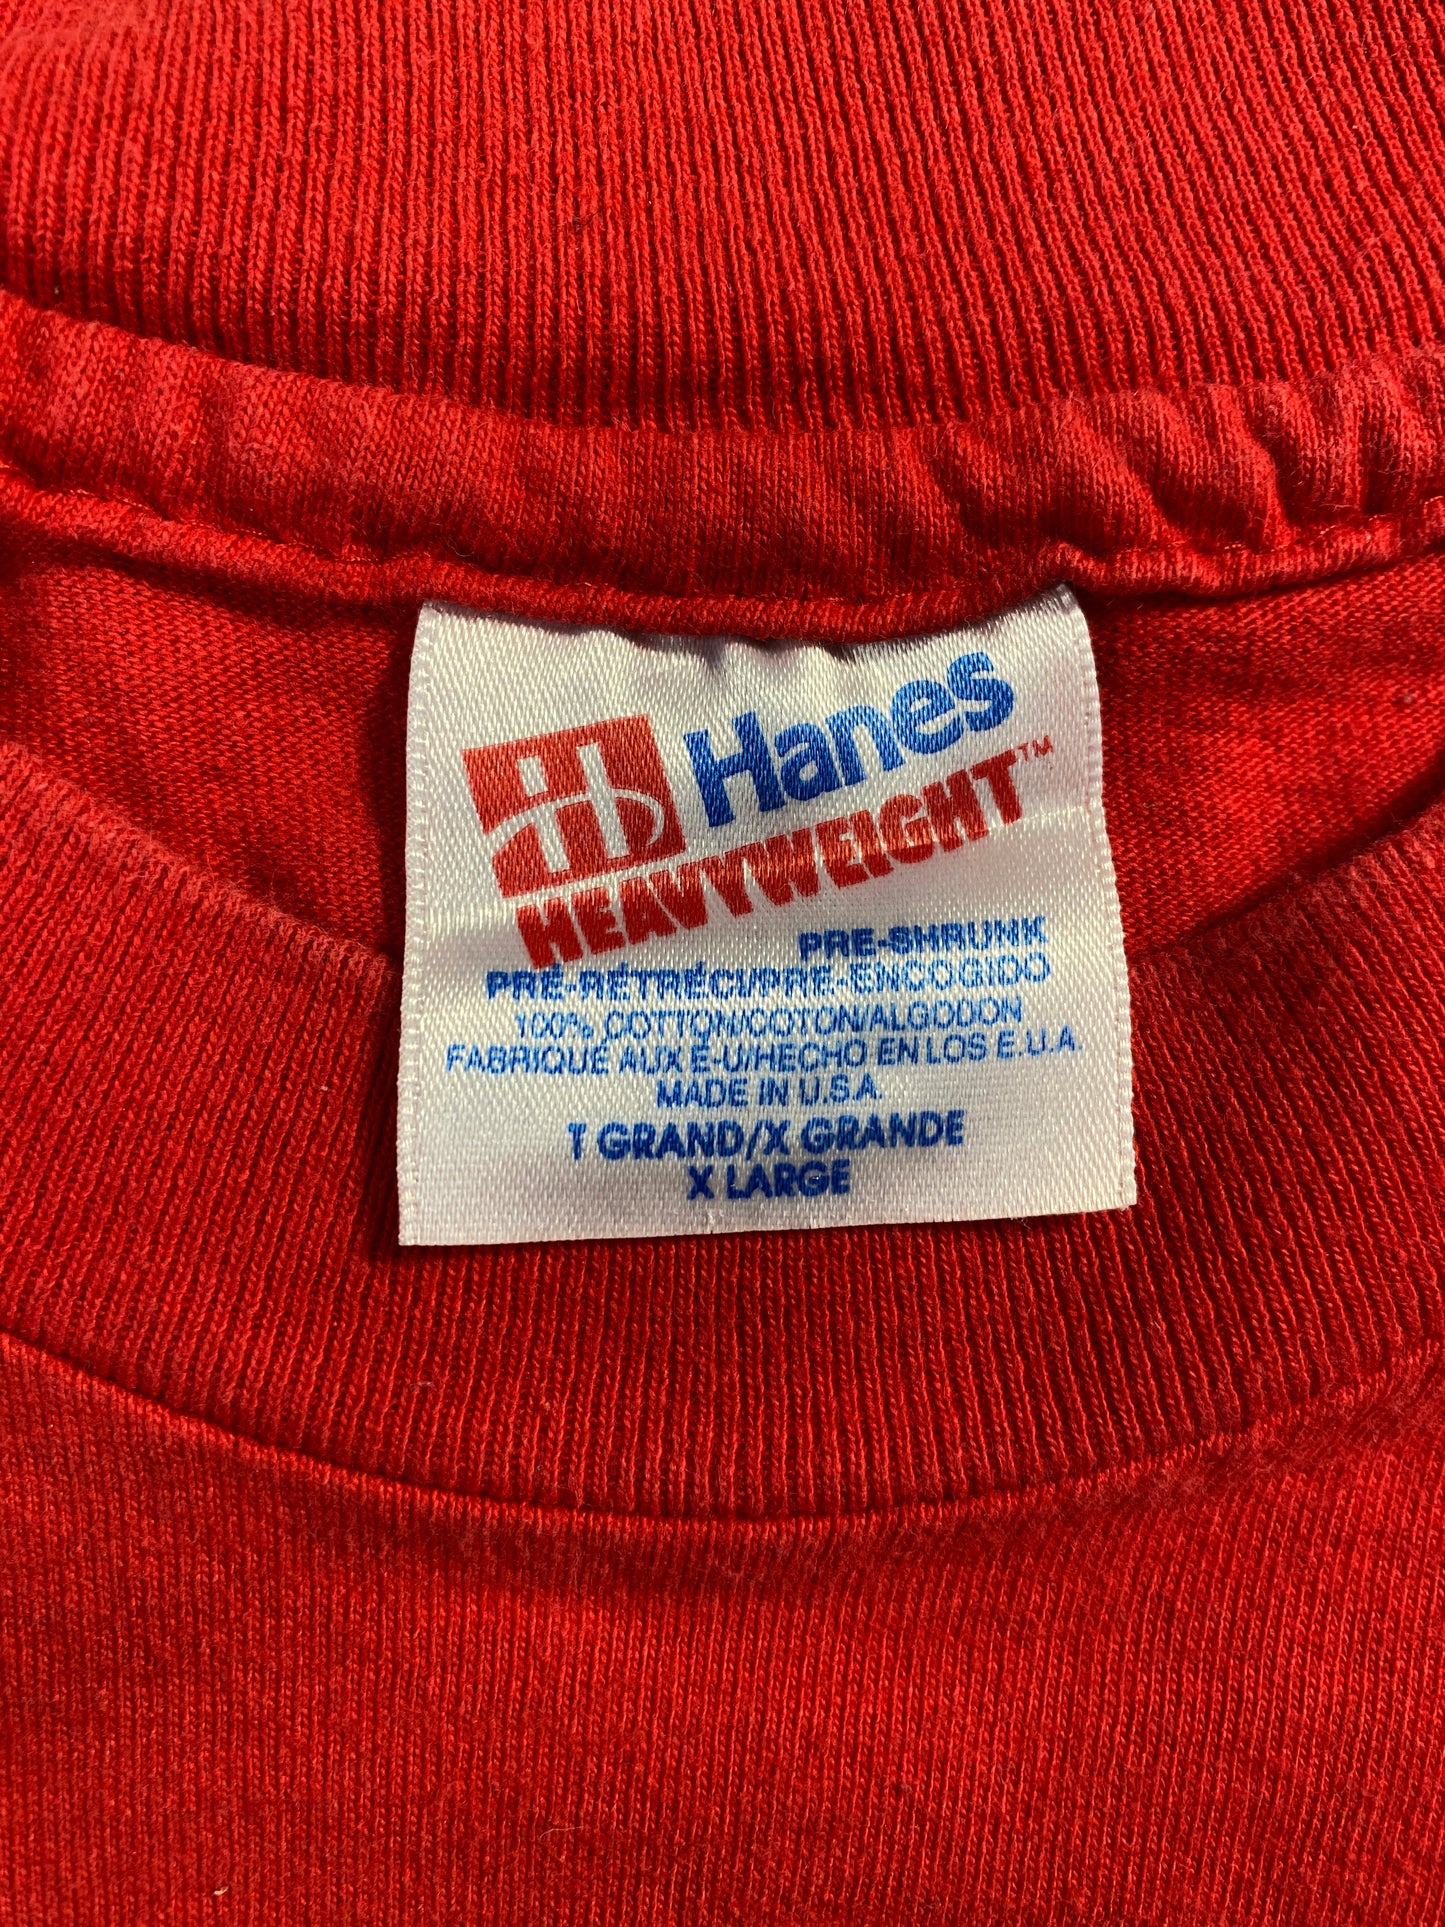 Hanes
HEAVYWEIGHT™
PRE-SHRUNK
PRÉ-RÉTRÉCI/PRE-ENCOGIDO
100% COTTON/COTON/ALGODON
FABRIQUÉ AUX É-U/HECHO EN LOS E.U.A.
MADE IN U.S.A.
T GRAND/X GRANDE
X LARGE